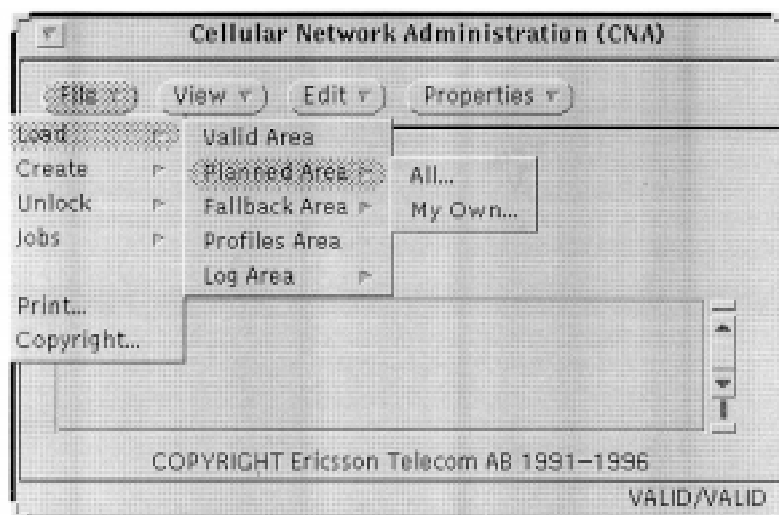 Cellular Network Administration (CNA)
File View Edit Properties
Load
Create
Unlock
Jobs
Print...
Copyright...
Valid Area
Planned Area
Fallback Area
Profiles Area
Log Area
All...
My Own...
COPYRIGHT Ericsson Telecom AB 1991-1996
VALID/VALID